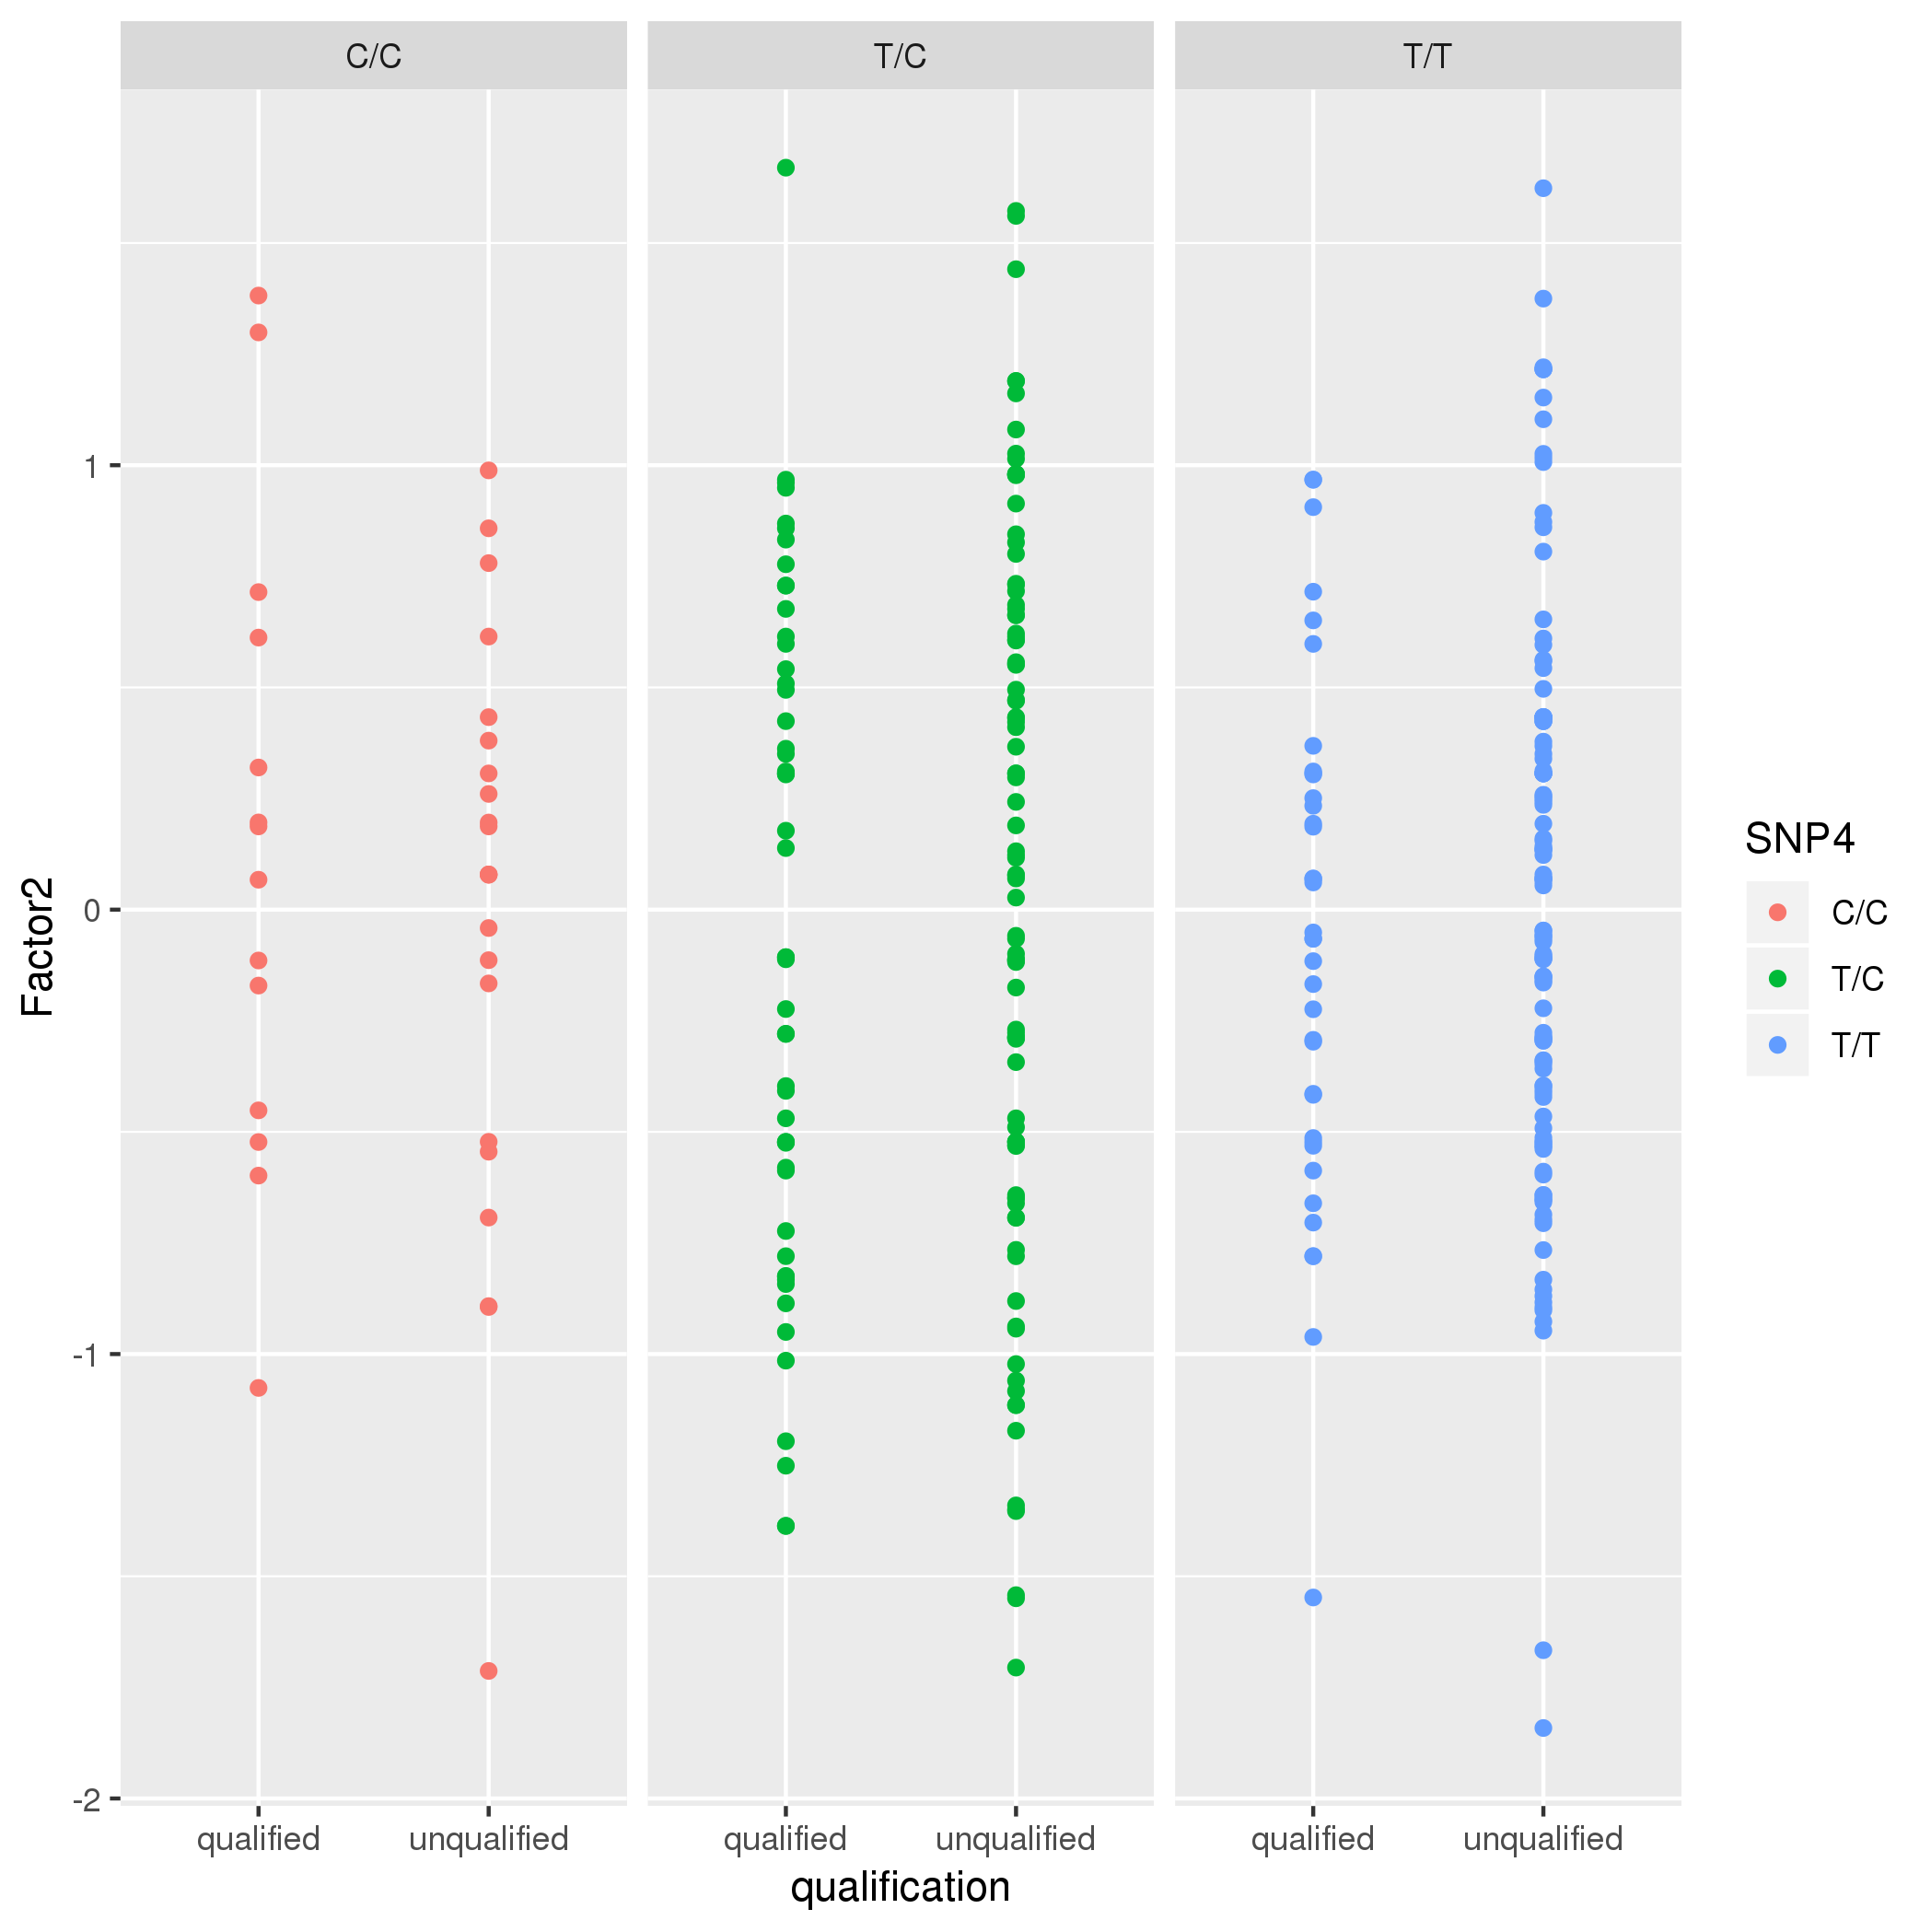 C/C T/C T/T
1
0
-1
-2
Factor2
qualified unqualified qualified unqualified qualified unqualified
qualification
SNP4
C/C
T/C
T/T